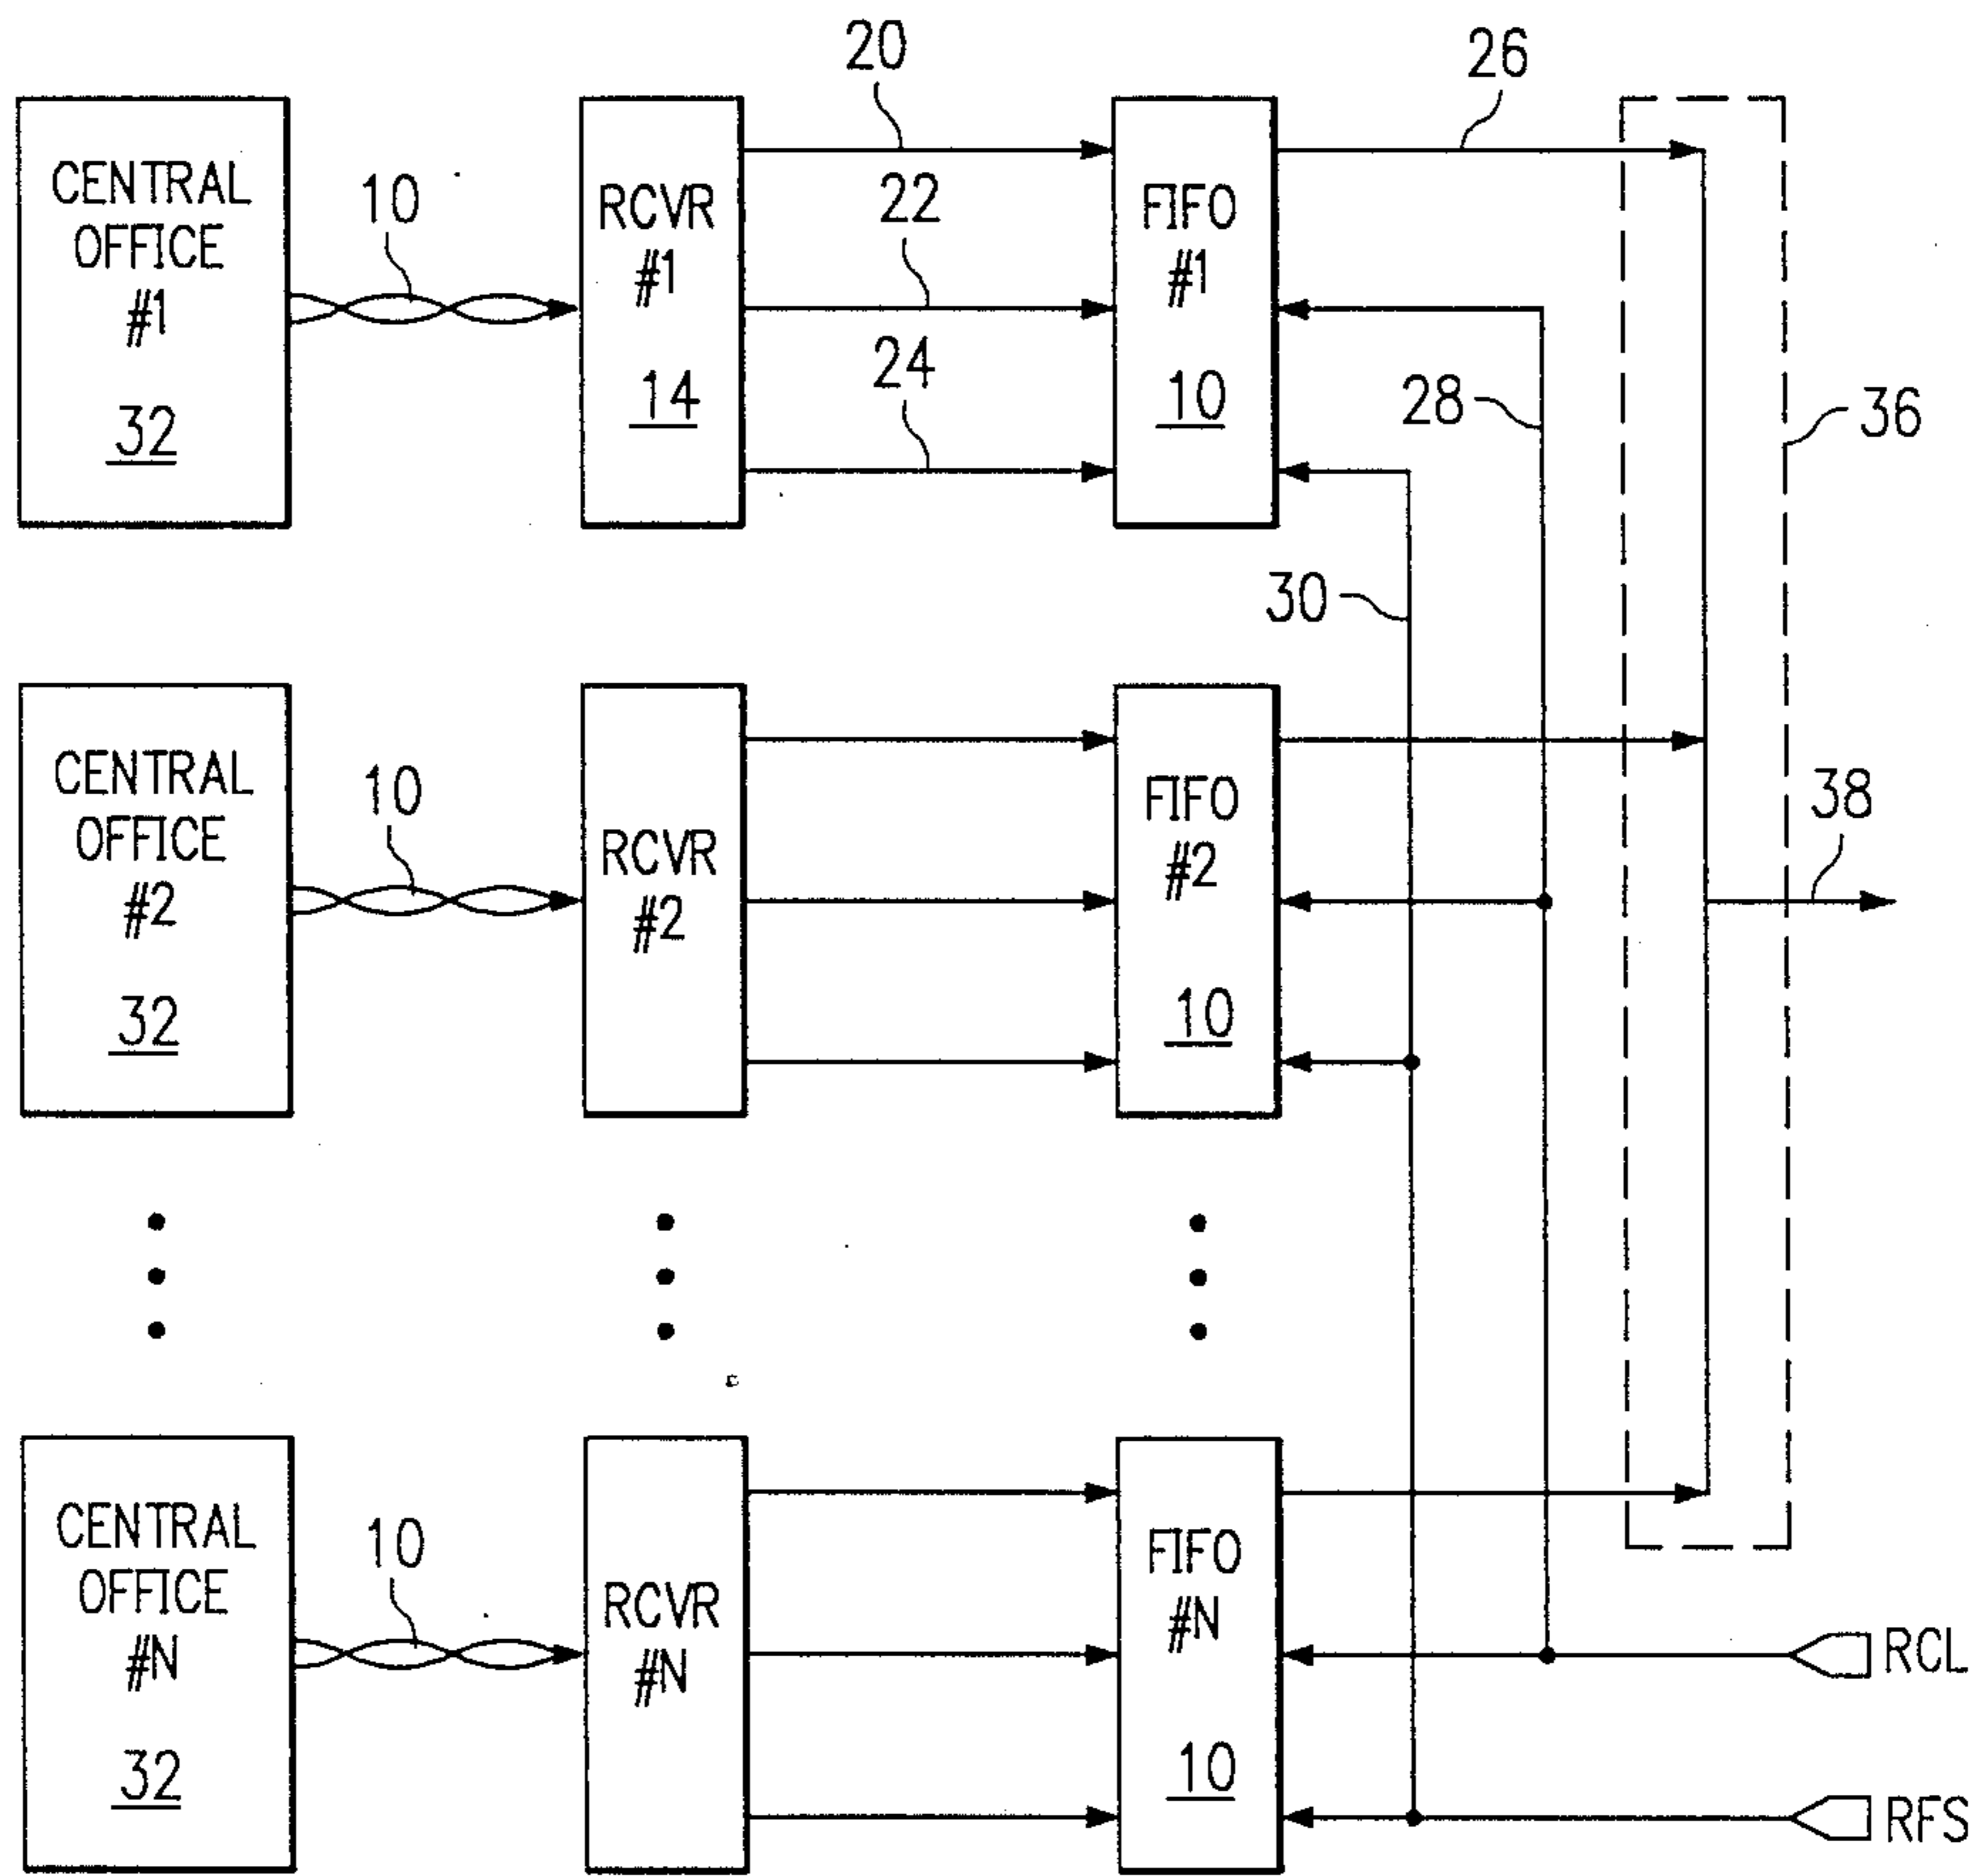 20
26
CENTRAL
OFFICE
#1
32
10
RCVR
#1
14
22
24
FIFO
#1
10
28
36
30
CENTRAL
OFFICE
#2
32
10
RCVR
#2
FIFO
#2
10
38
CENTRAL
OFFICE
#N
32
10
RCVR
#N
FIFO
#N
10
RCL
RFS